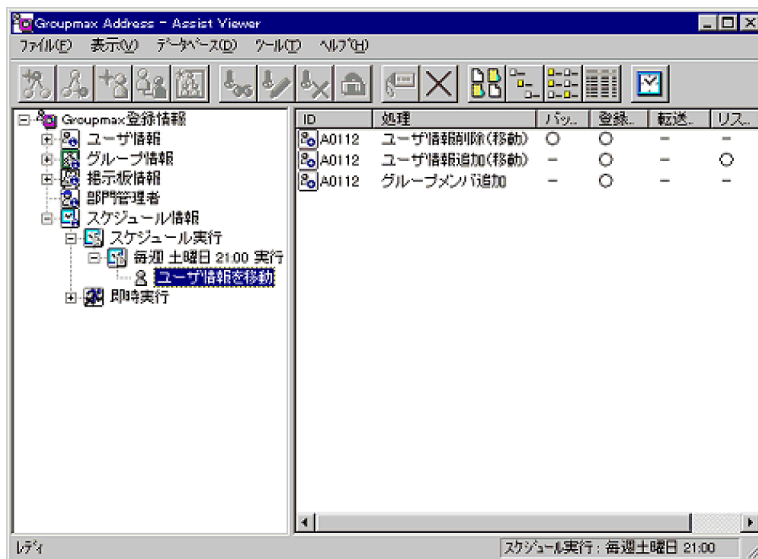 Groupmax Address - Assist Viewer
ファイル(F) 表示(V) データベース(D) ツール(T) ヘルプ(H)
Groupmax登録情報
ユーザ情報
グループ情報
掲示板情報
部門管理者
スケジュール情報
スケジュール実行
毎週 土曜日 21:00 実行
ユーザ情報を移動
即時実行
ID 処理 バッ... 登録... 転送... リス...
A0112 ユーザ情報削除(移動) ○ ○ - -
A0112 ユーザ情報追加(移動) - ○ - ○
A0112 グループメンバ追加 - ○ - -
レディ スケジュール実行 : 毎週土曜日 21:00